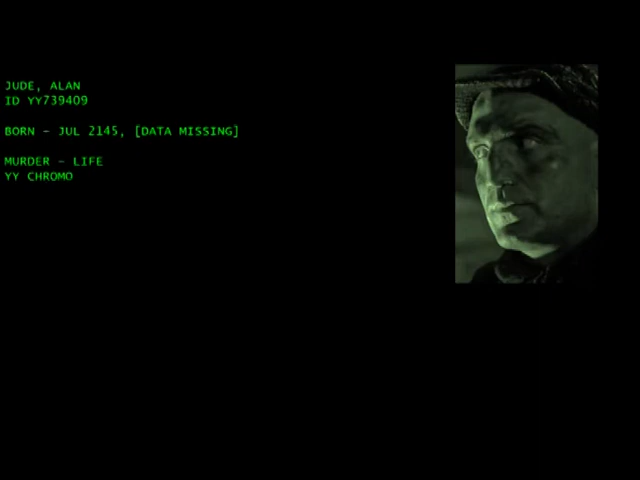 JUDE, ALAN
ID YY739409
BORN – JUL 2145, [DATA MISSING]
MURDER – LIFE
YY CHROMO